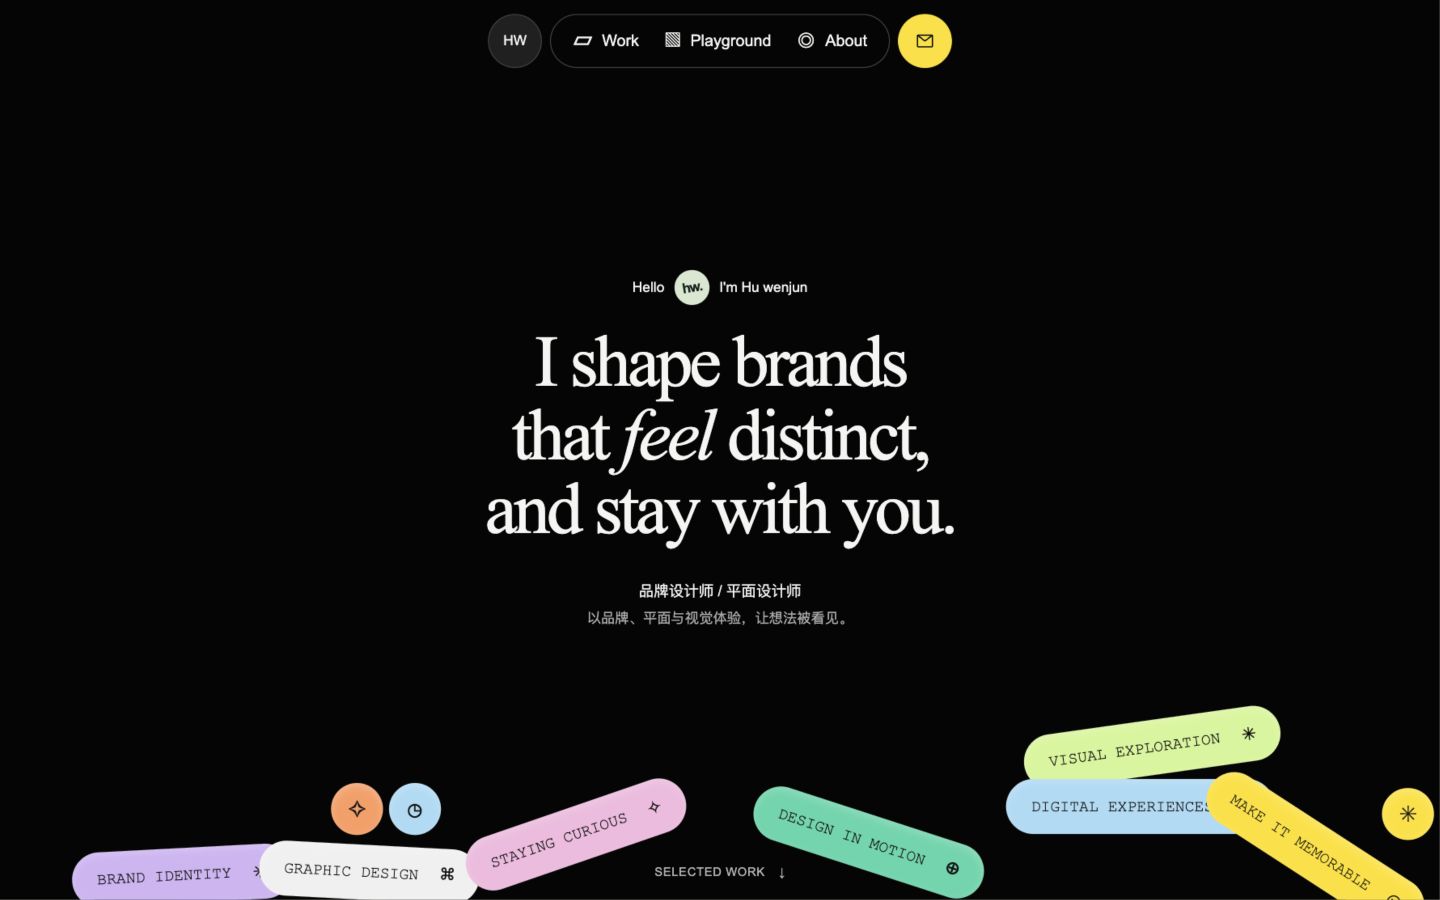 HW
Work
Playground
About
Hello
hw.
I'm Hu wenjun
I shape brands
that feel distinct,
and stay with you.
品牌设计师 / 平面设计师
以品牌、平面与视觉体验，让想法被看见。
VISUAL EXPLORATION
DIGITAL EXPERIENCES
MAKE IT MEMORABLE
STAYING CURIOUS
DESIGN IN MOTION
BRAND IDENTITY
GRAPHIC DESIGN
SELECTED WORK ↓